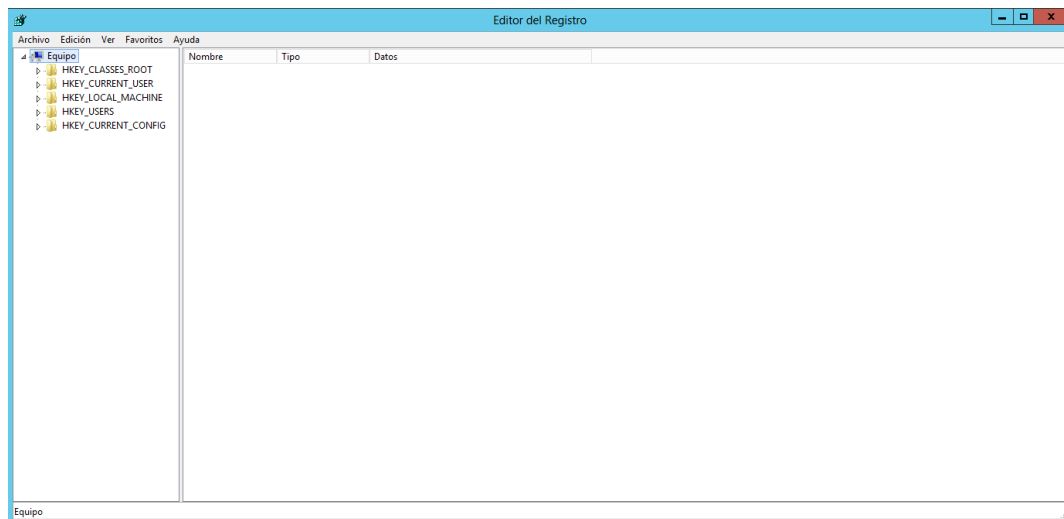 Editor del Registro
Archivo Edición Ver Favoritos Ayuda
Equipo
HKEY_CLASSES_ROOT
HKEY_CURRENT_USER
HKEY_LOCAL_MACHINE
HKEY_USERS
HKEY_CURRENT_CONFIG
Nombre Tipo Datos
Equipo